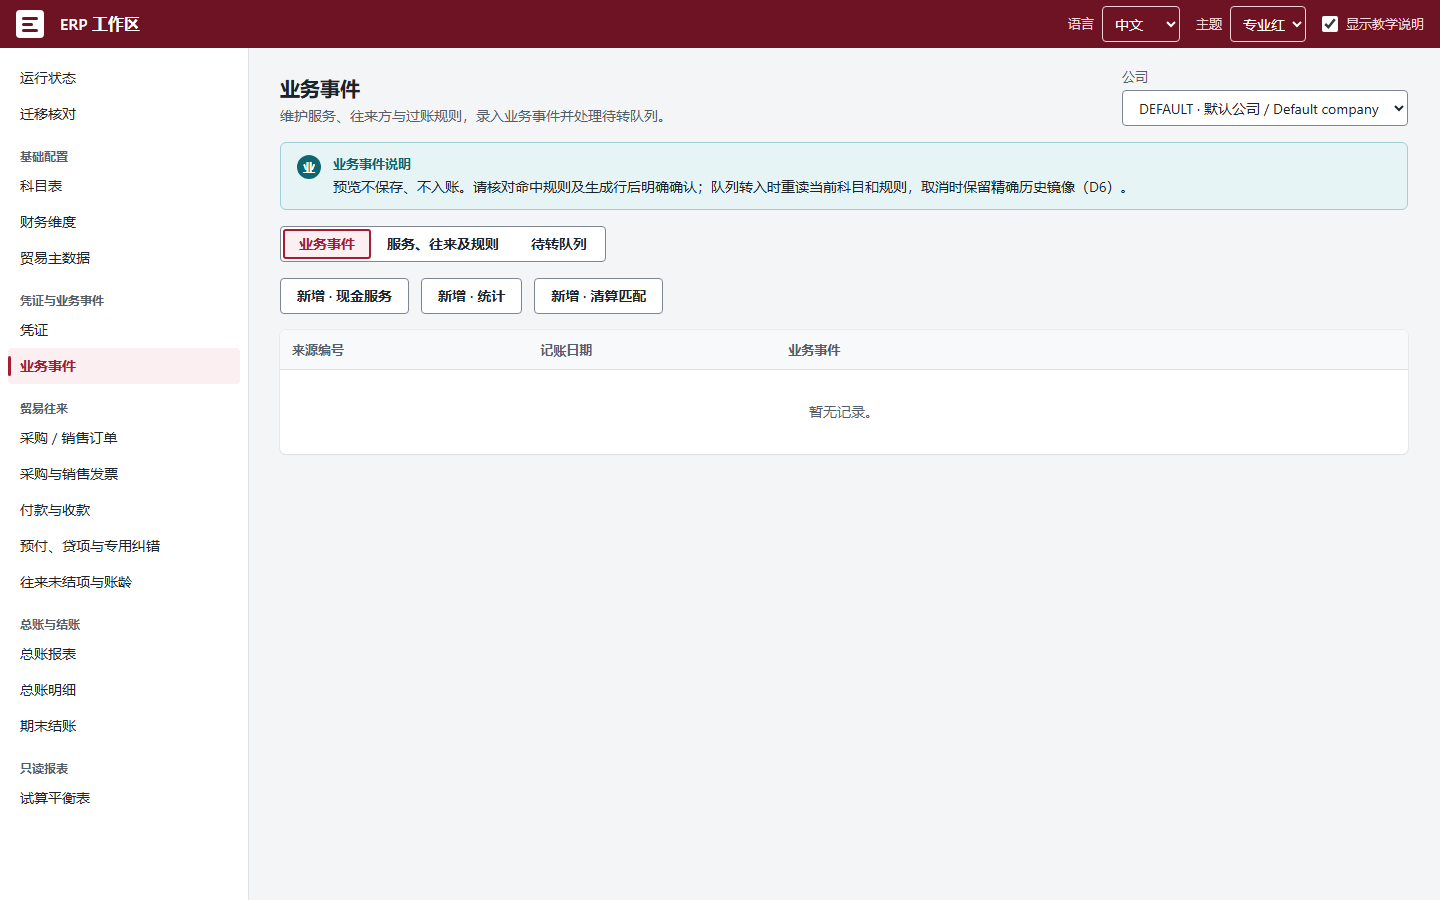 ERP 工作区
语言 中文 主题 专业红 显示教学说明
运行状态
迁移核对
基础配置
科目表
财务维度
贸易主数据
凭证与业务事件
凭证
业务事件
贸易往来
采购 / 销售订单
采购与销售发票
付款与收款
预付、贷项与专用纠错
往来未结项与账龄
总账与结账
总账报表
总账明细
期末结账
只读报表
试算平衡表
业务事件
维护服务、往来方与过账规则，录入业务事件并处理待转队列。
公司
DEFAULT · 默认公司 / Default company
业 业务事件说明
预览不保存、不入账。请核对命中规则及生成行后明确确认；队列转入时重读当前科目和规则，取消时保留精确历史镜像（D6）。
业务事件 服务、往来及规则 待转队列
新增 · 现金服务 新增 · 统计 新增 · 清算匹配
来源编号 记账日期 业务事件
暂无记录。